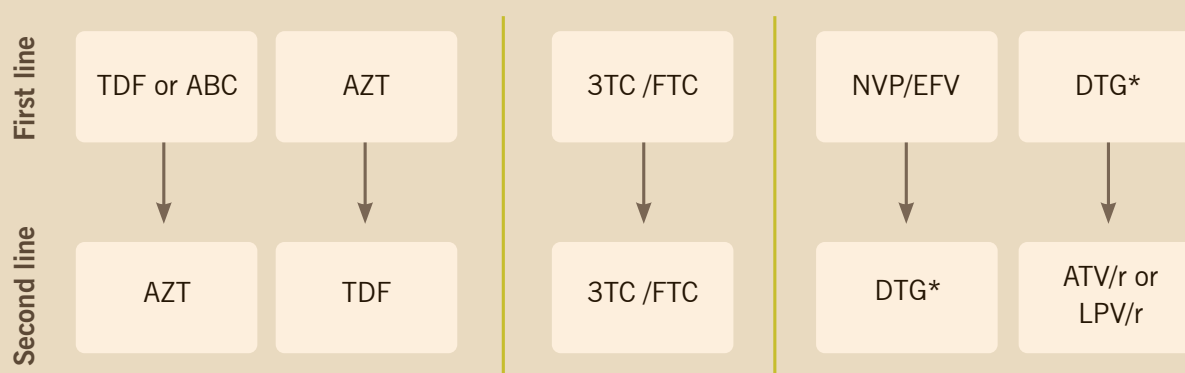 First line
TDF or ABC
AZT
3TC /FTC
NVP/EFV
DTG*
Second line
AZT
TDF
3TC /FTC
DTG*
ATV/r or
LPV/r